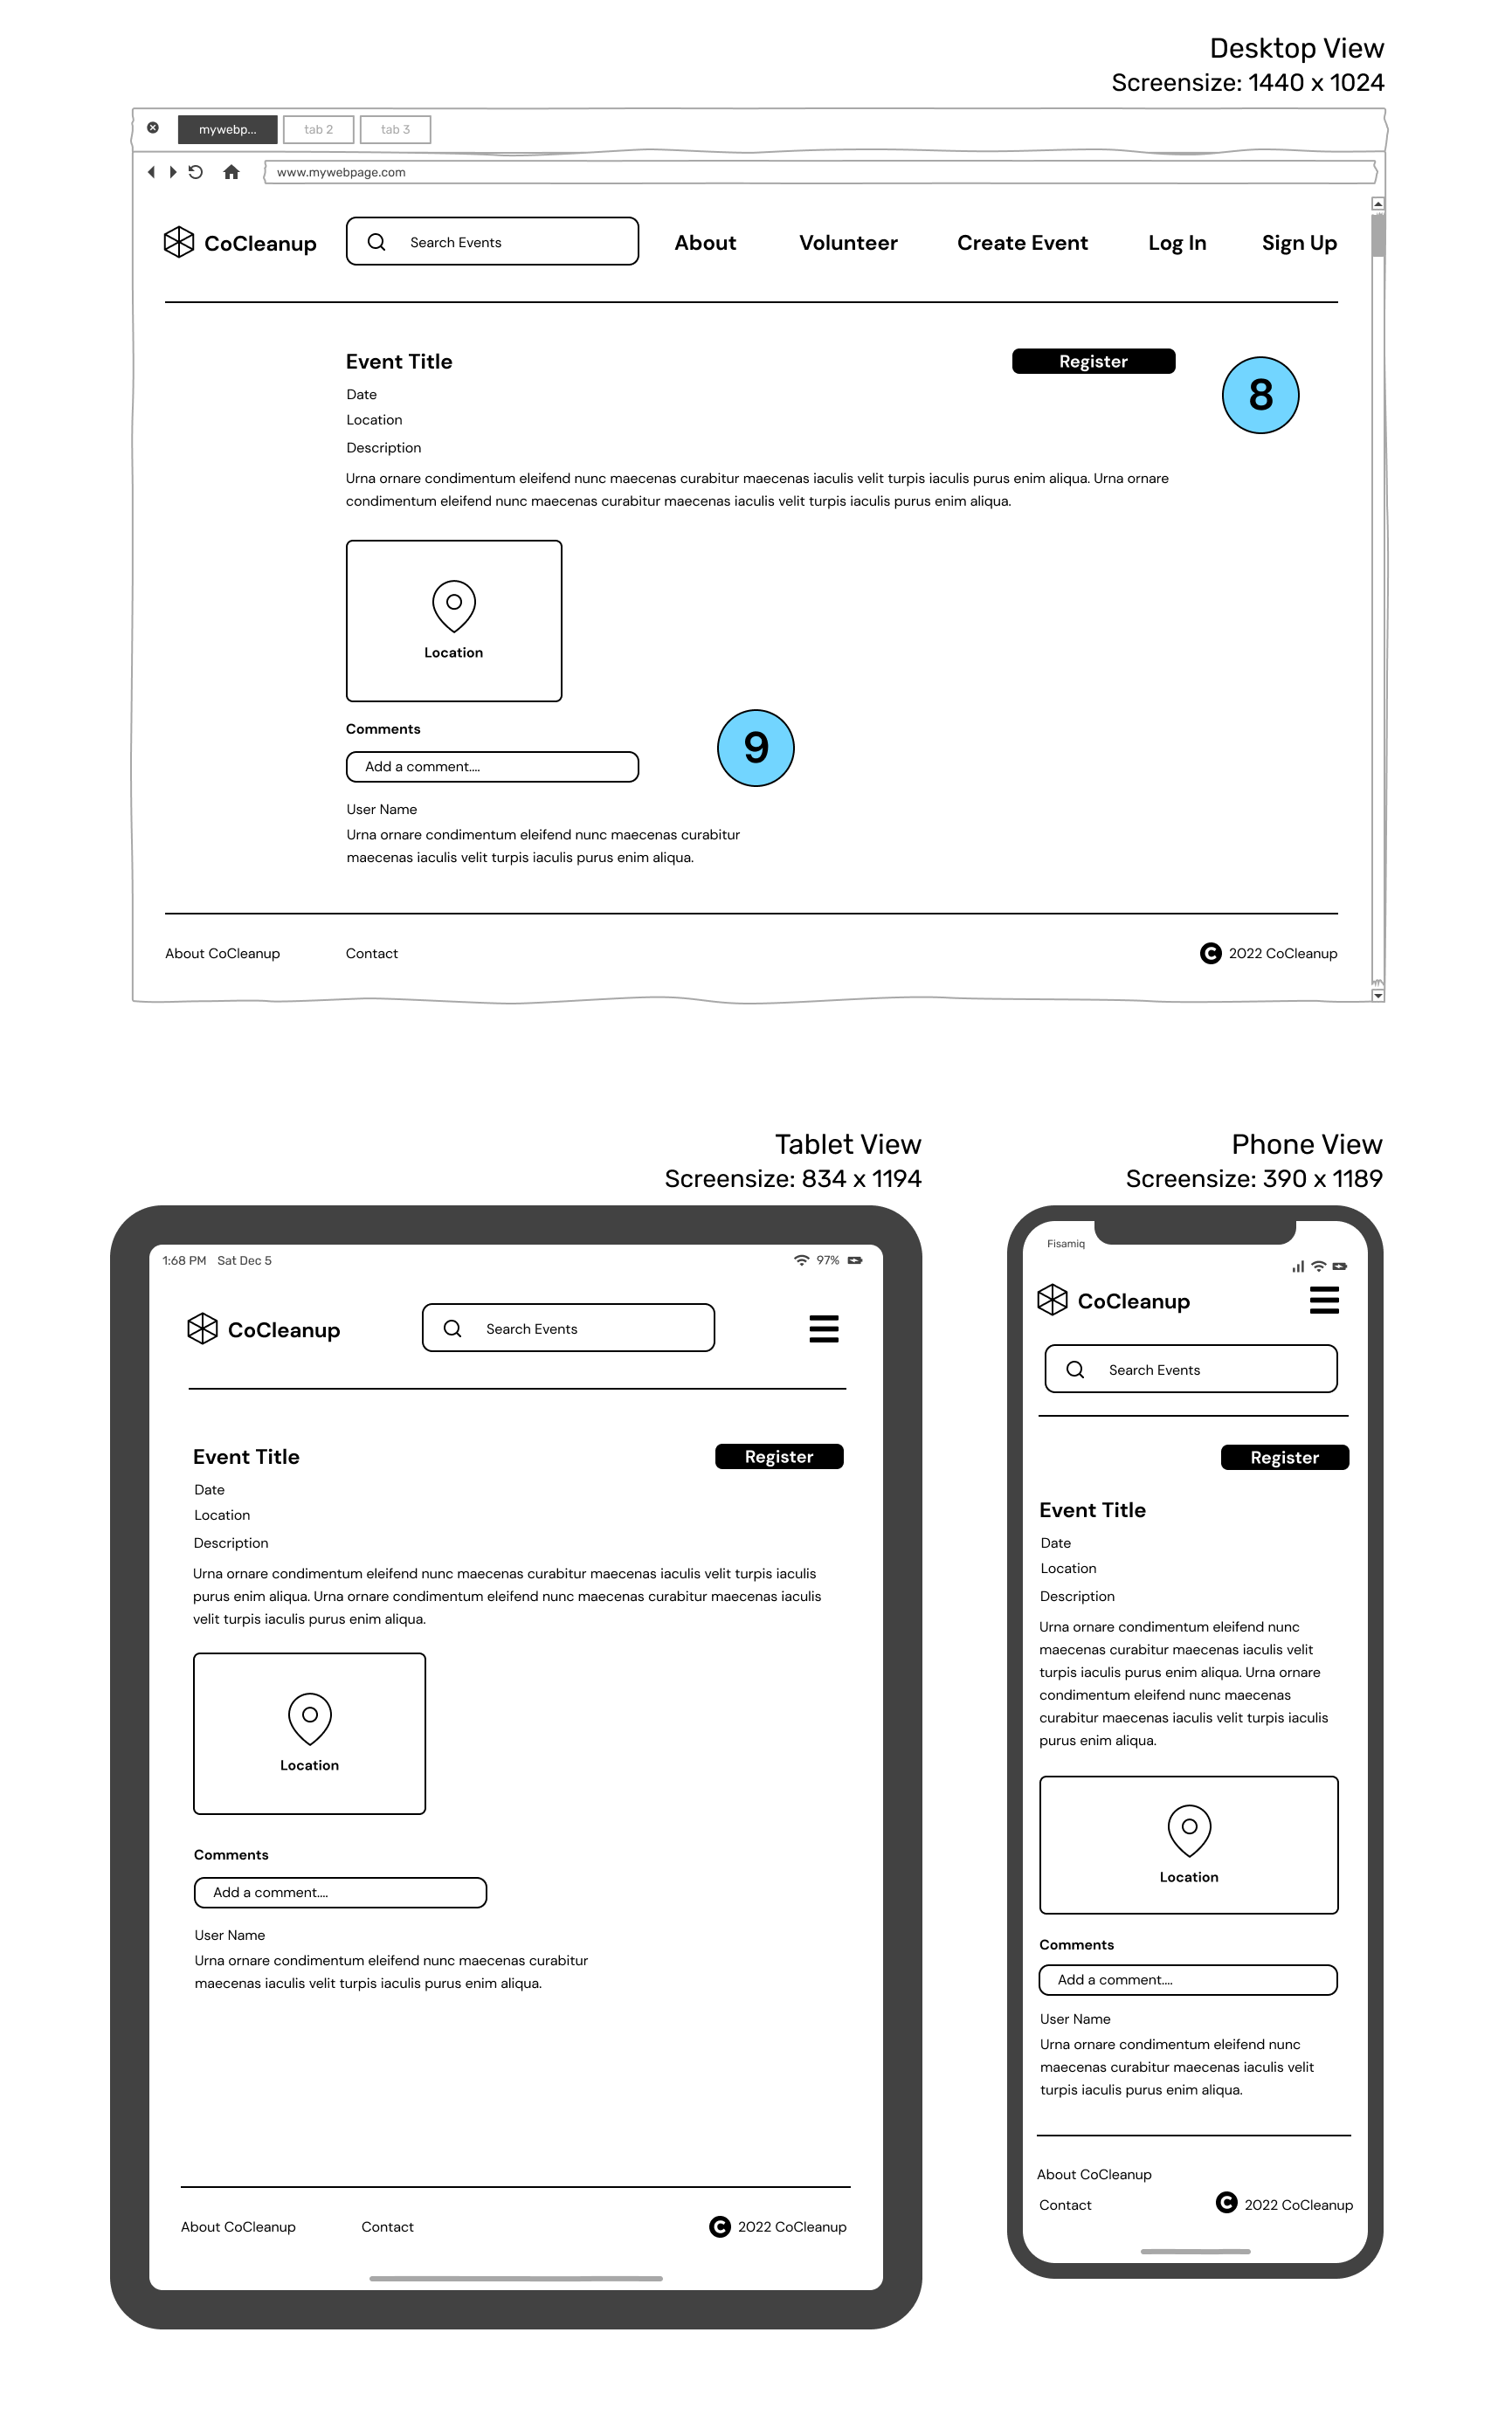 Desktop View
Screensize: 1440 x 1024
mywebp...
tab 2
tab 3
www.mywebpage.com
CoCleanup
Search Events
About
Volunteer
Create Event
Log In
Sign Up
Event Title
Register
8
Date
Location
Description
Urna ornare condimentum eleifend nunc maecenas curabitur maecenas iaculis velit turpis iaculis purus enim aliqua. Urna ornare
condimentum eleifend nunc maecenas curabitur maecenas iaculis velit turpis iaculis purus enim aliqua.
Location
Comments
9
Add a comment....
User Name
Urna ornare condimentum eleifend nunc maecenas curabitur
maecenas iaculis velit turpis iaculis purus enim aliqua.
About CoCleanup
Contact
C 2022 CoCleanup
Tablet View
Screensize: 834 x 1194
1:68 PM Sat Dec 5
97%
CoCleanup
Search Events
Event Title
Register
Date
Location
Description
Urna ornare condimentum eleifend nunc maecenas curabitur maecenas iaculis velit turpis iaculis
purus enim aliqua. Urna ornare condimentum eleifend nunc maecenas curabitur maecenas iaculis
velit turpis iaculis purus enim aliqua.
Location
Comments
Add a comment....
User Name
Urna ornare condimentum eleifend nunc maecenas curabitur
maecenas iaculis velit turpis iaculis purus enim aliqua.
About CoCleanup
Contact
C 2022 CoCleanup
Phone View
Screensize: 390 x 1189
Fisamiq
CoCleanup
Search Events
Register
Event Title
Date
Location
Description
Urna ornare condimentum eleifend nunc
maecenas curabitur maecenas iaculis velit
turpis iaculis purus enim aliqua. Urna ornare
condimentum eleifend nunc maecenas
curabitur maecenas iaculis velit turpis iaculis
purus enim aliqua.
Location
Comments
Add a comment....
User Name
Urna ornare condimentum eleifend nunc
maecenas curabitur maecenas iaculis velit
turpis iaculis purus enim aliqua.
About CoCleanup
Contact
C 2022 CoCleanup